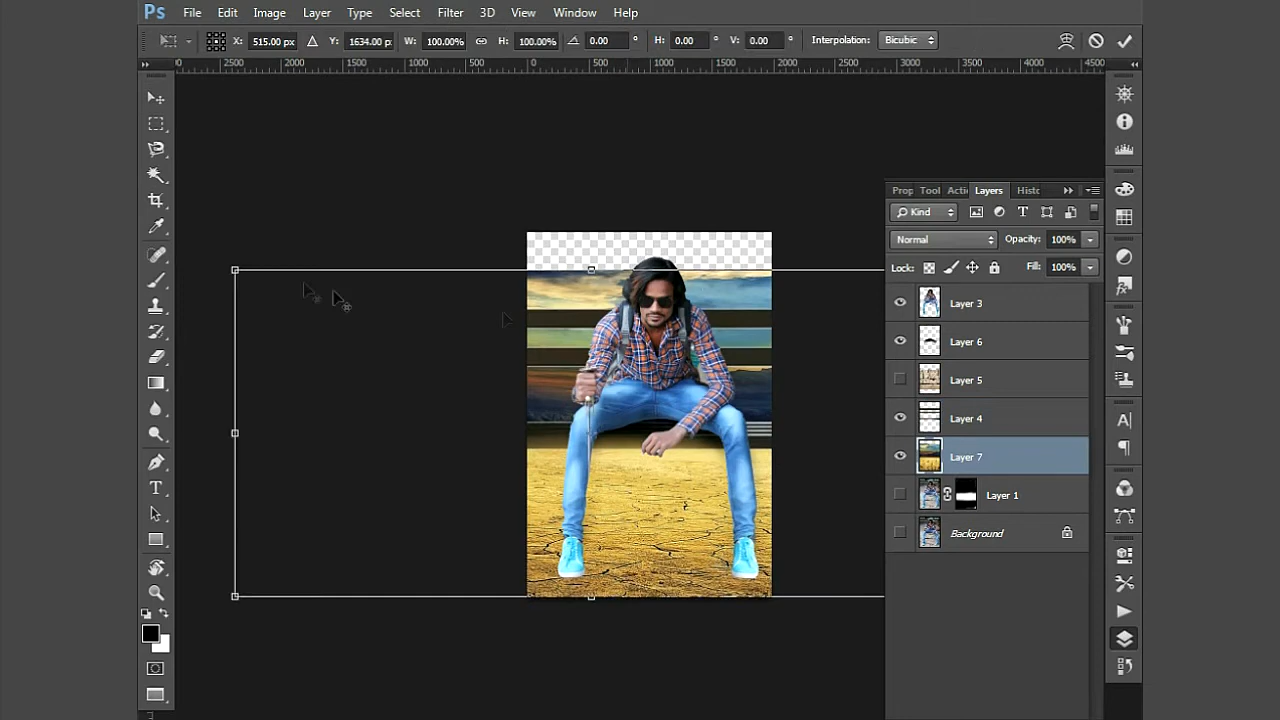 Ps File Edit Image Layer Type Select Filter 3D View Window Help
X: 515.00 px Y: 1634.00 p W: 100.00% H: 100.00% 0.00 ° H: 0.00 ° V: 0.00 ° Interpolation: Bicubic
0 2500 2000 1500 1000 500 0 500 1000 1500 2000 3000 3500 4000 4500
Prop Tool Actio Layers Histo
Kind
Normal Opacity: 100%
Lock: Fill: 100%
Layer 3
Layer 6
Layer 5
Layer 4
Layer 7
Layer 1
Background